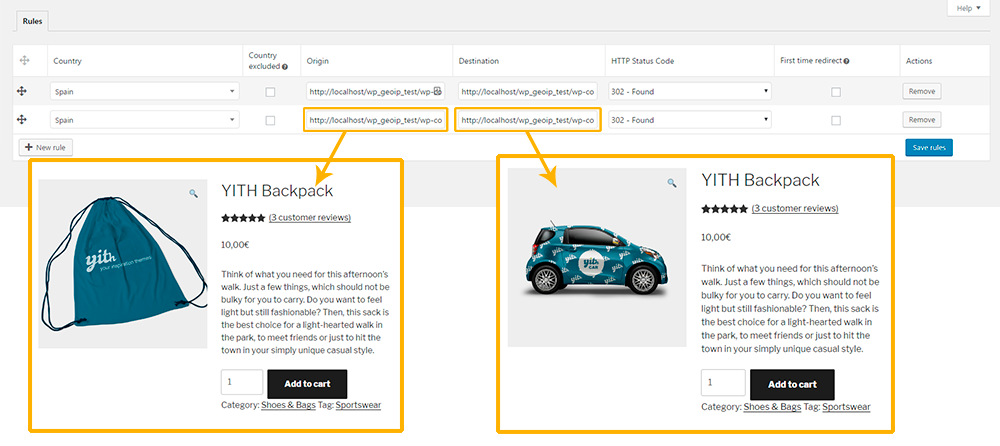 Help
Rules
Country
Country excluded
Origin
Destination
HTTP Status Code
First time redirect
Actions
Spain
http://localhost/wp_geoip_test/wp-co
http://localhost/wp_geoip_test/wp-co
302 - Found
Remove
Spain
http://localhost/wp_geoip_test/wp-co
http://localhost/wp_geoip_test/wp-co
302 - Found
Remove
New rule
Save rules
yith
your inspiration themes
YITH Backpack
(3 customer reviews)
10,00€
Think of what you need for this afternoon's
walk. Just a few things, which should not be
bulky for you to carry. Do you want to feel
light but still fashionable? Then, this sack is
the best choice for a light-hearted walk in
the park, to meet friends or just to hit the
town in your simply unique casual style.
1
Add to cart
Category: Shoes & Bags Tag: Sportswear
yith
CAR
YITH Backpack
(3 customer reviews)
10,00€
Think of what you need for this afternoon's
walk. Just a few things, which should not be
bulky for you to carry. Do you want to feel
light but still fashionable? Then, this sack is
the best choice for a light-hearted walk in
the park, to meet friends or just to hit the
town in your simply unique casual style.
1
Add to cart
Category: Shoes & Bags Tag: Sportswear